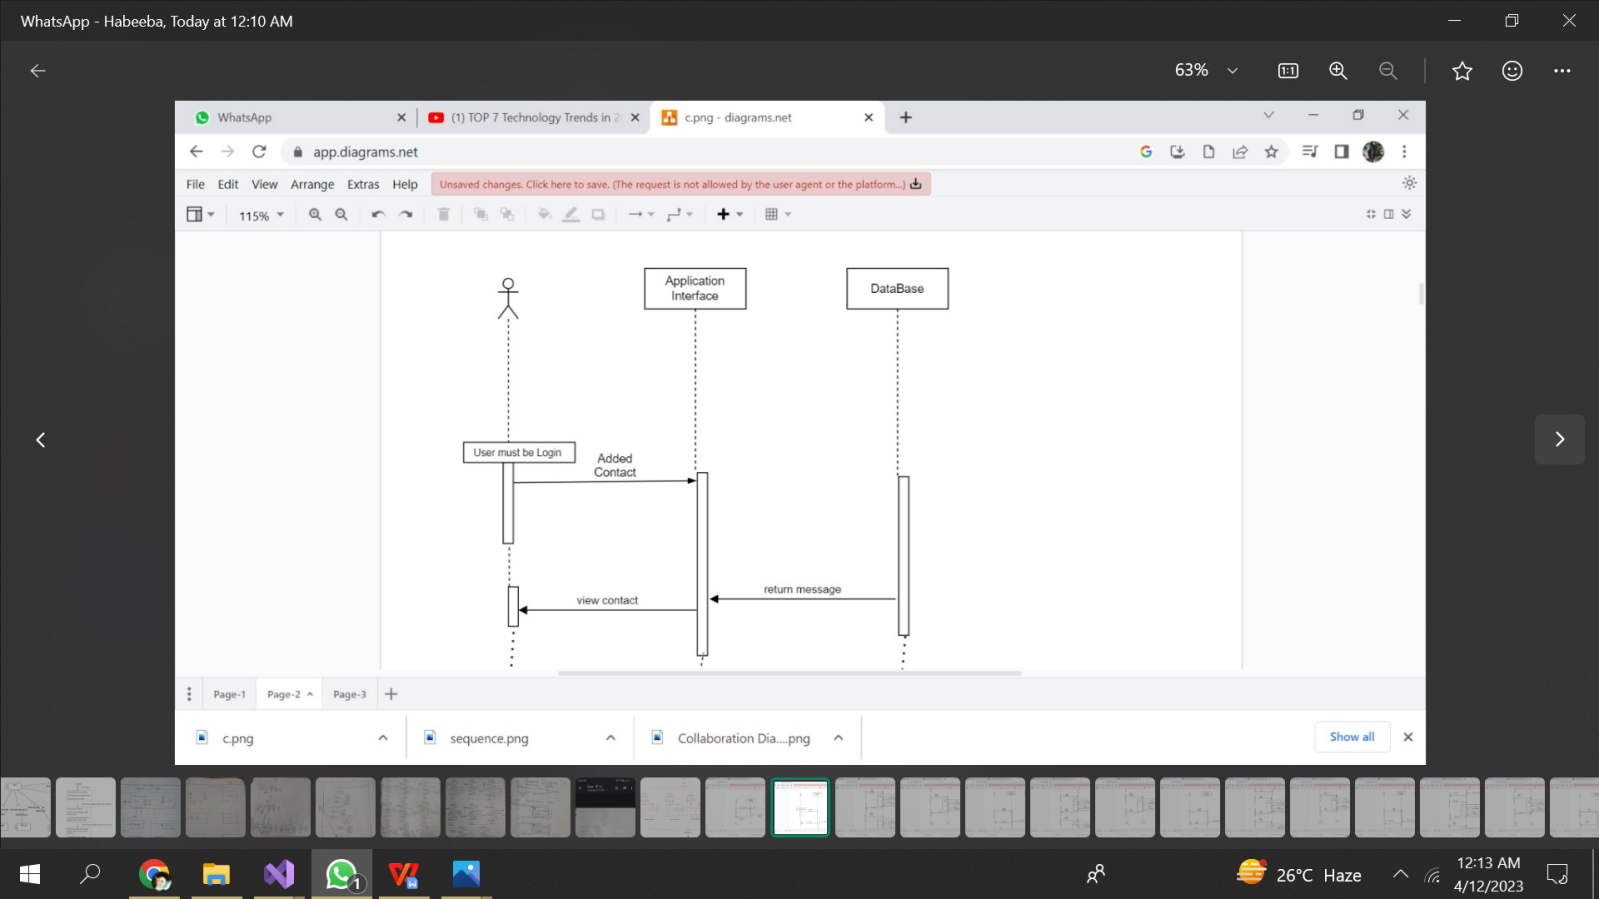 WhatsApp - Habeeba, Today at 12:10 AM
63%
1:1
WhatsApp
(1) TOP 7 Technology Trends in 2
c.png - diagrams.net
app.diagrams.net
File Edit View Arrange Extras Help
Unsaved changes. Click here to save. (The request is not allowed by the user agent or the platform...)
115%
Application
Interface
DataBase
User must be Login
Added
Contact
return message
view contact
Page-1
Page-2
Page-3
c.png
sequence.png
Collaboration Dia....png
Show all
1
26°C Haze
12:13 AM
4/12/2023